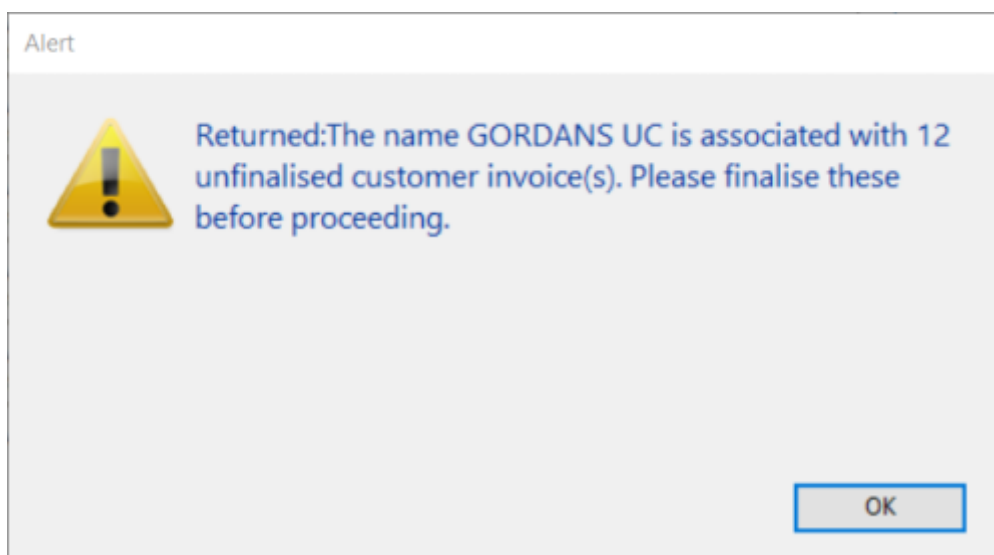 Alert
Returned:The name GORDANS UC is associated with 12
unfinalised customer invoice(s). Please finalise these
before proceeding.
OK